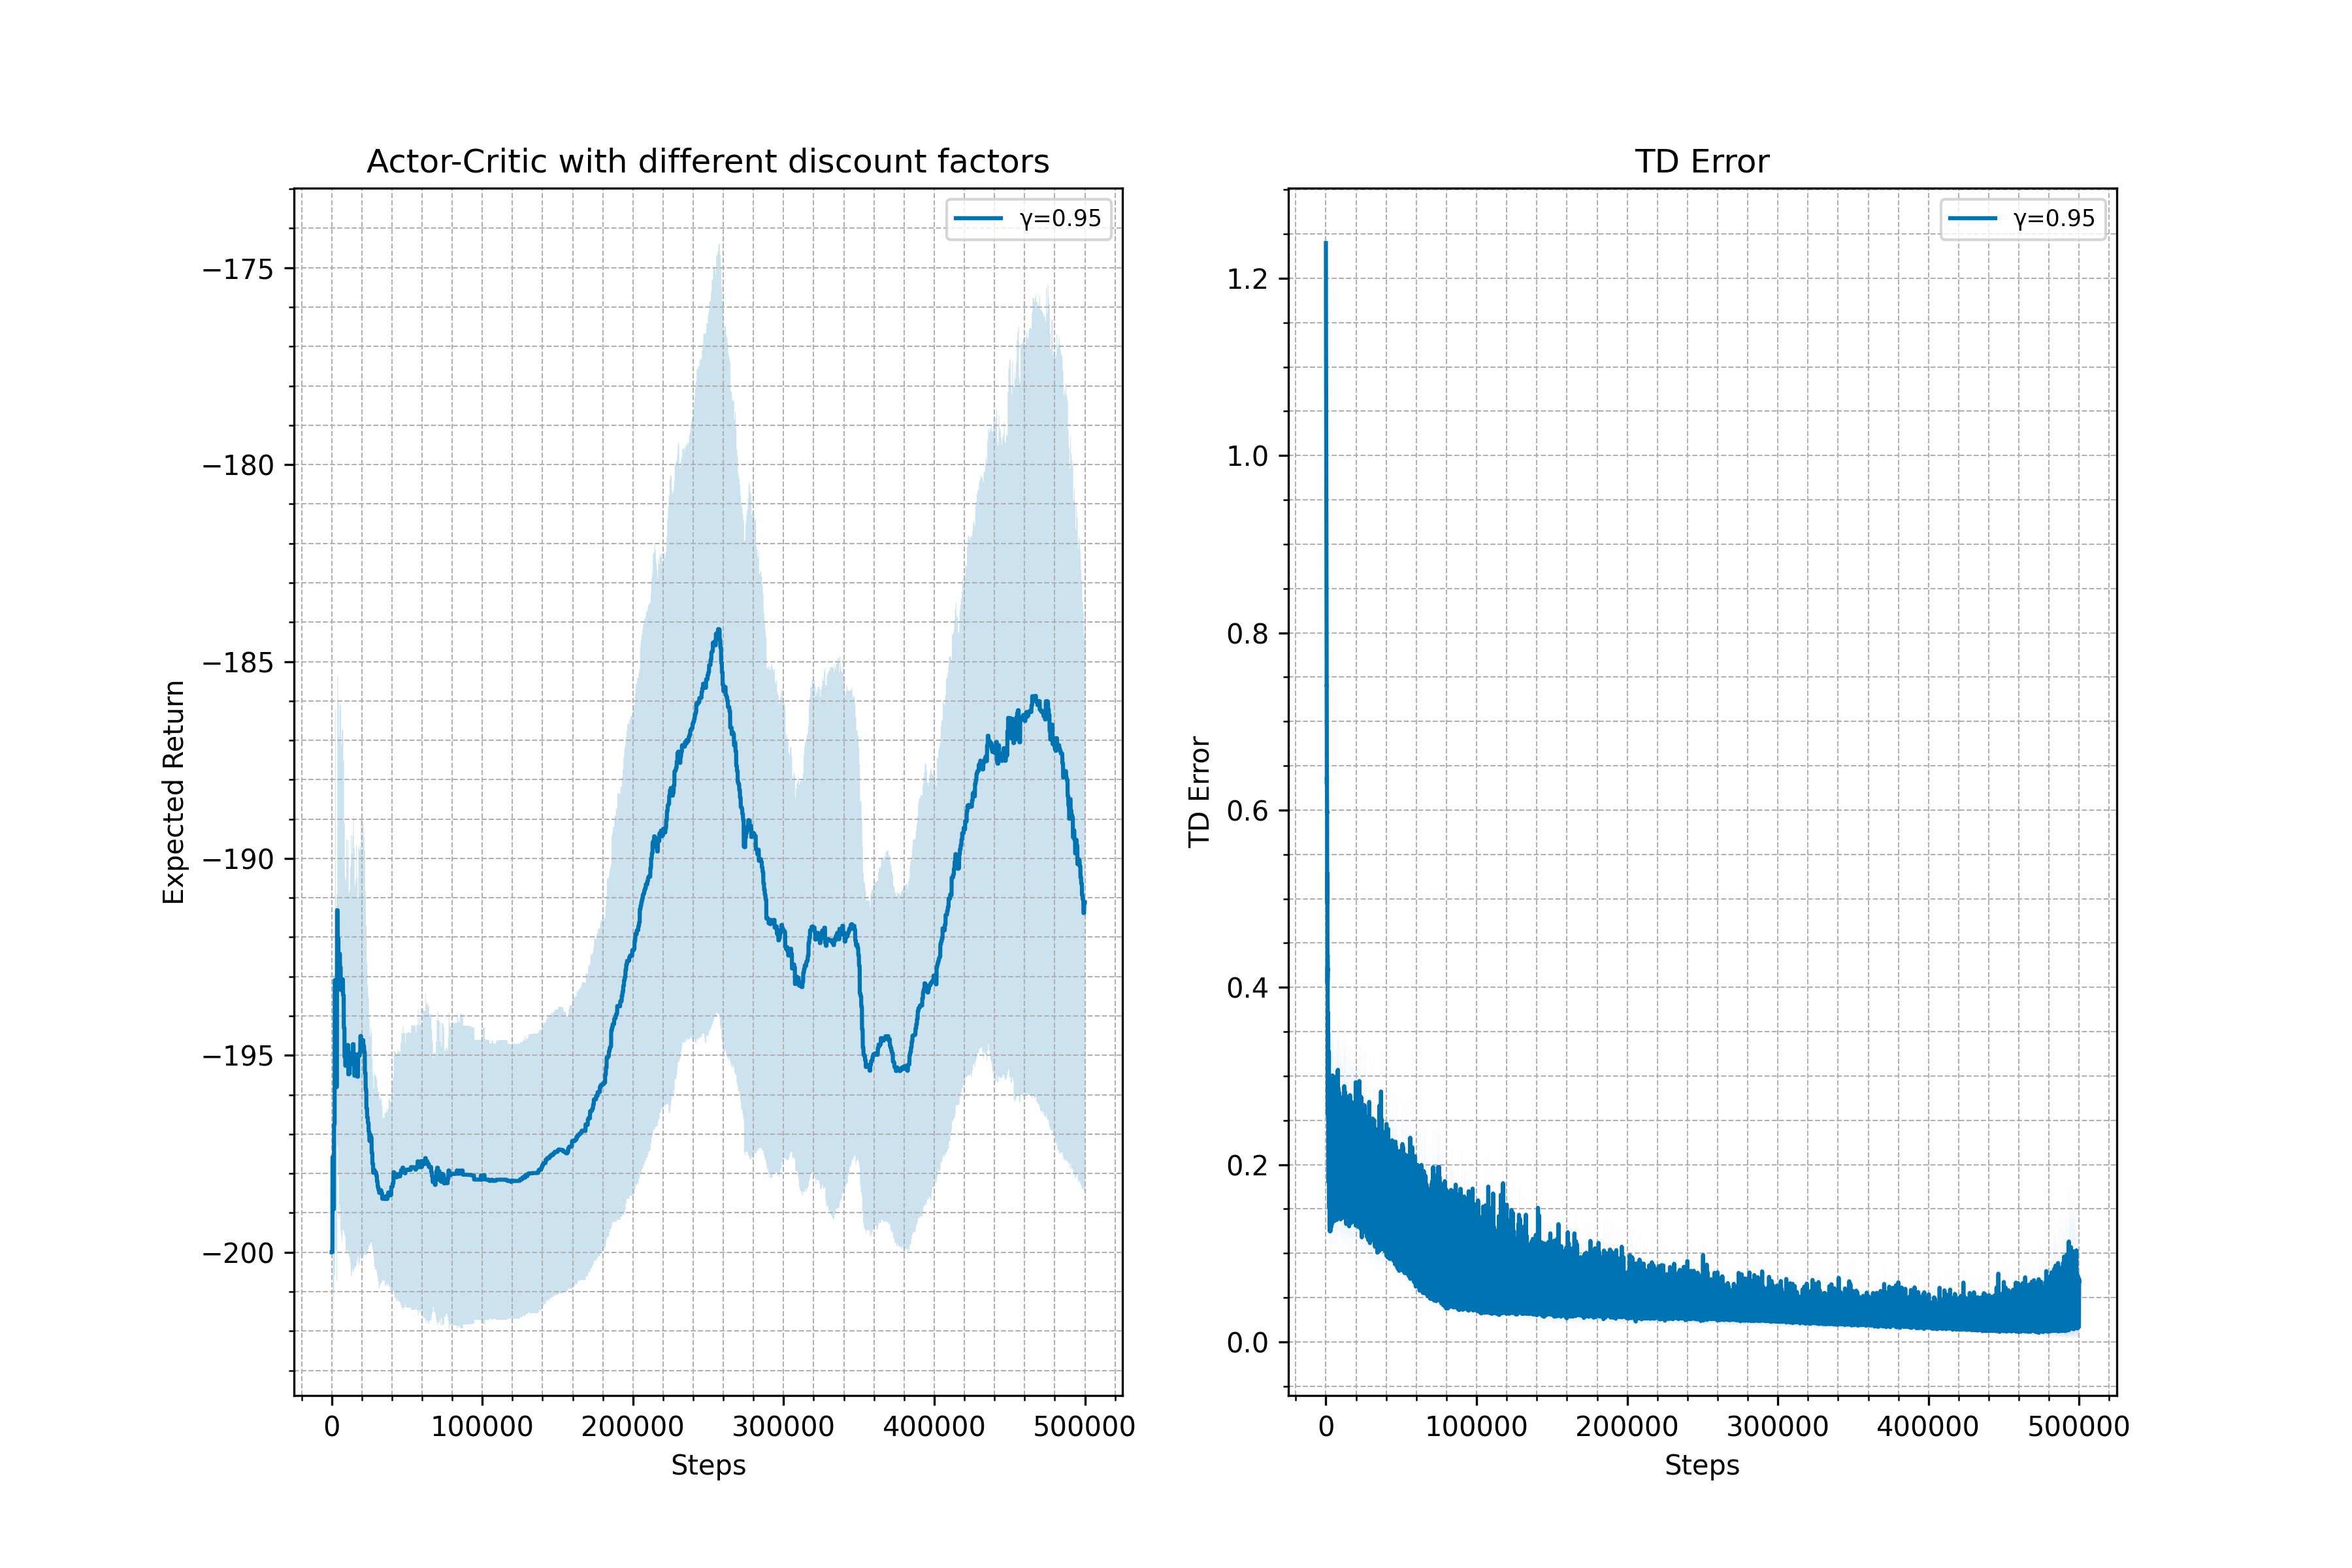 Actor-Critic with different discount factors
γ=0.95
−175
−180
−185
−190
−195
−200
Expected Return
0 100000 200000 300000 400000 500000
Steps
TD Error
γ=0.95
1.2
1.0
0.8
0.6
0.4
0.2
0.0
TD Error
0 100000 200000 300000 400000 500000
Steps